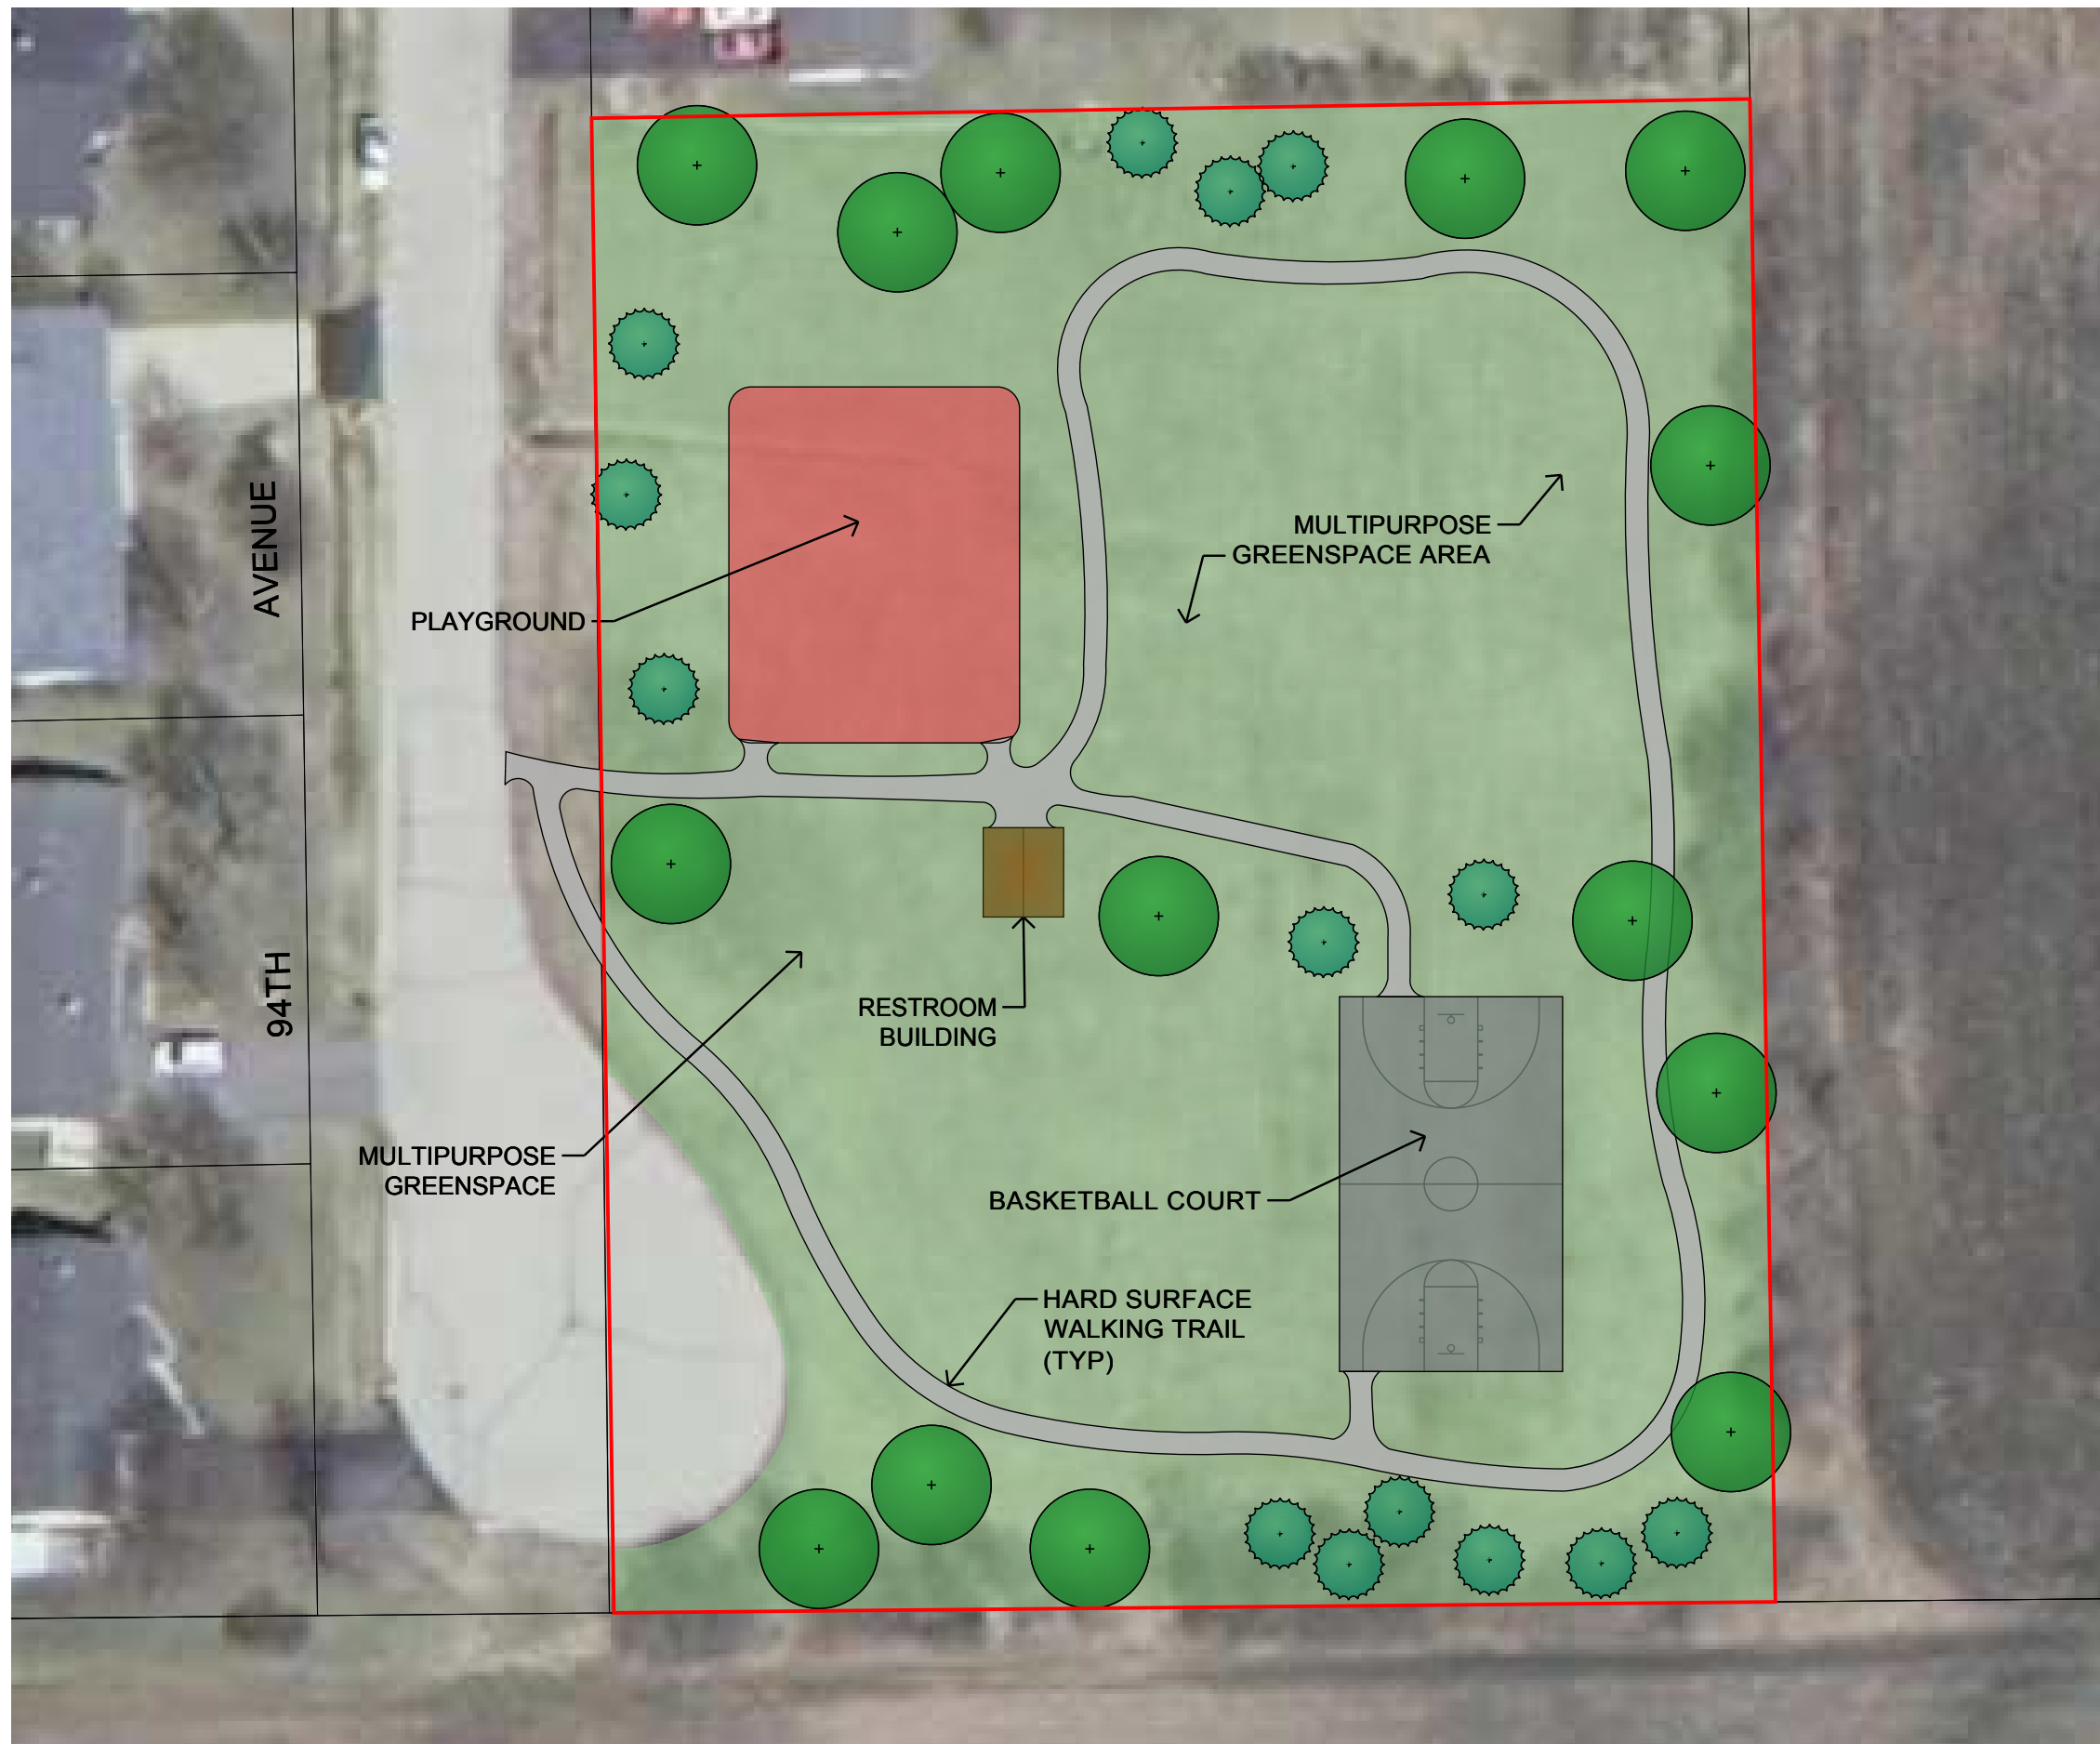 AVENUE
94TH
MULTIPURPOSE
GREENSPACE AREA
PLAYGROUND
RESTROOM
BUILDING
MULTIPURPOSE
GREENSPACE
BASKETBALL COURT
HARD SURFACE
WALKING TRAIL
(TYP)